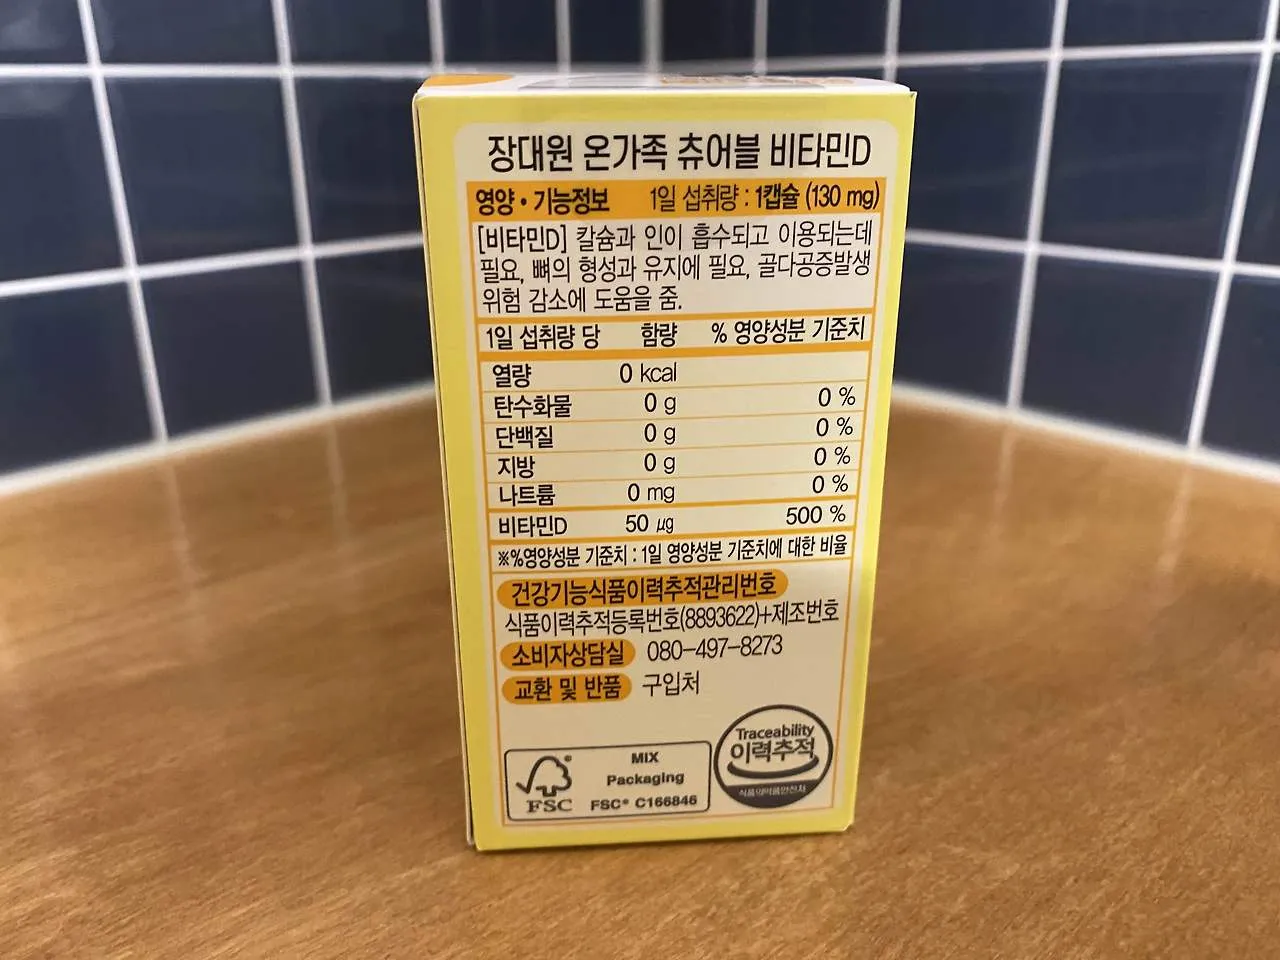 장대원 온가족 츄어블 비타민D
영양・기능정보 1일 섭취량 : 1캡슐 (130 mg)
[비타민D] 칼슘과 인이 흡수되고 이용되는데
필요, 뼈의 형성과 유지에 필요, 골다공증발생
위험 감소에 도움을 줌.
1일 섭취량 당 함량 % 영양성분 기준치
열량 0 kcal
탄수화물 0 g 0 %
단백질 0 g 0 %
지방 0 g 0 %
나트륨 0 mg 0 %
비타민D 50 µg 500 %
※%영양성분 기준치 : 1일 영양성분 기준치에 대한 비율
건강기능식품이력추적관리번호
식품이력추적등록번호(8893622)+제조번호
소비자상담실 080-497-8273
교환 및 반품 구입처
MIX
Packaging
FSC FSC® C166846
Traceability
이력추적
식품의약품안전처